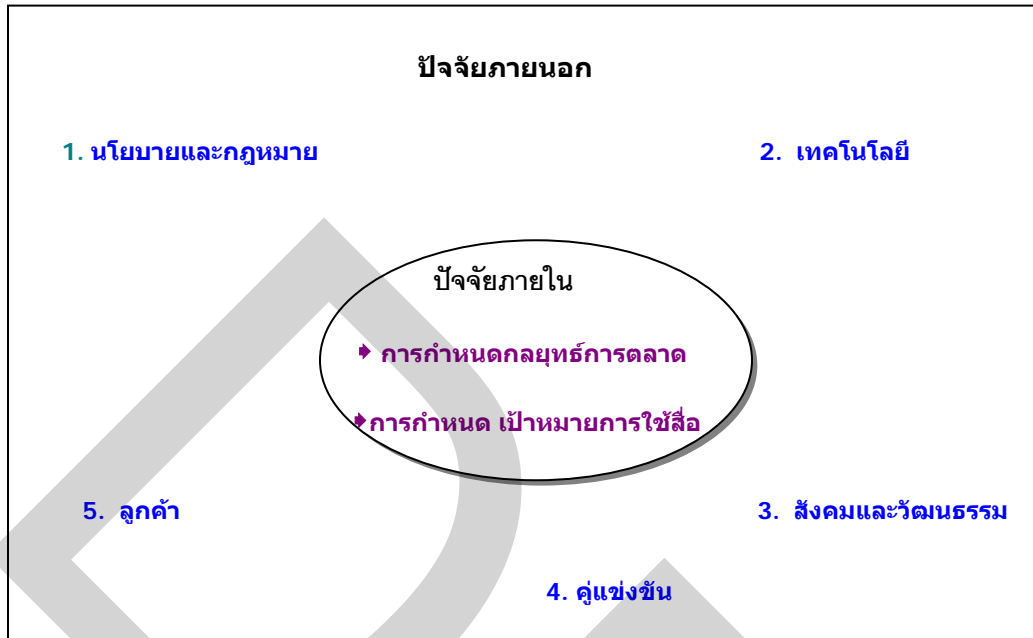 ปัจจัยภายนอก
1. นโยบายและกฎหมาย
2. เทคโนโลยี
ปัจจัยภายใน
การกำหนดกลยุทธ์การตลาด
การกำหนด เป้าหมายการใช้สื่อ
5. ลูกค้า
3. สังคมและวัฒนธรรม
4. คู่แข่งขัน